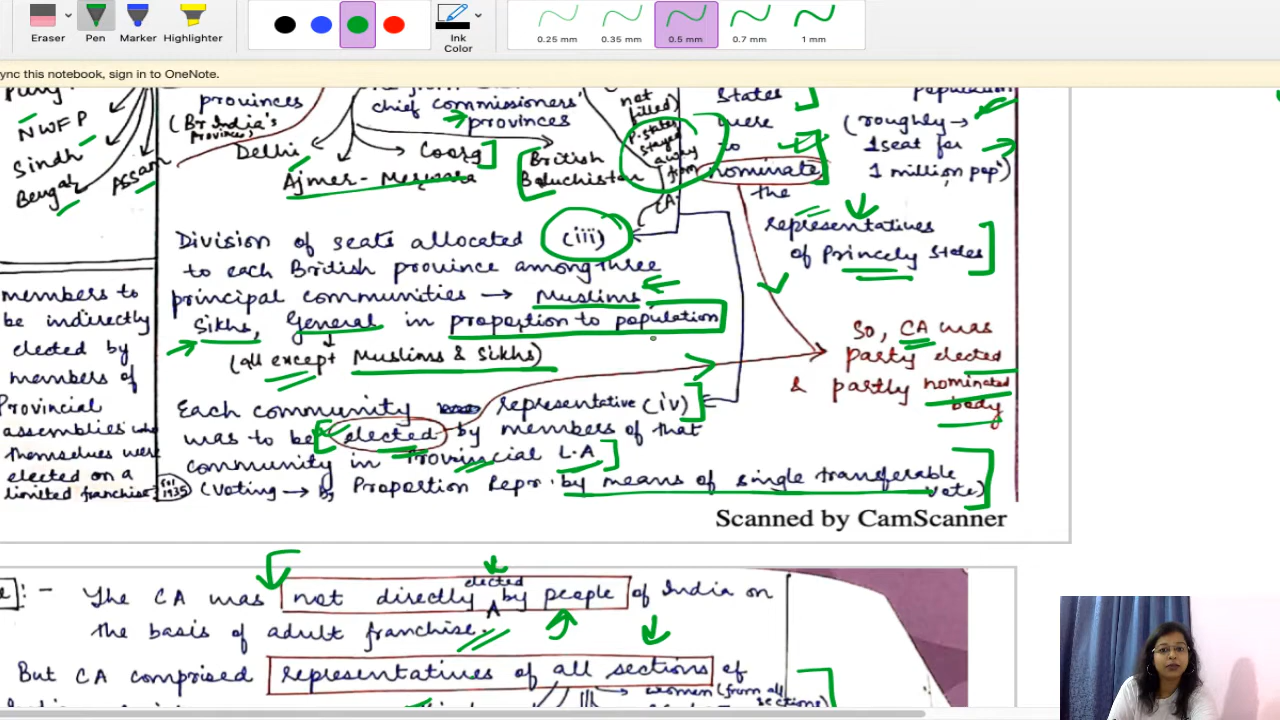 Eraser
Pen
Marker
Highlighter
Ink
Color
0.25 mm
0.35 mm
0.5 mm
0.7 mm
1 mm
ync this notebook, sign in to OneNote.
NWFP
Sindh
Bengal
Assam
provinces
(Br India's
Provinces)
Delhi
Ajmer-Merwara
chief commissioners'
provinces
Coorg
British
Baluchistan
not
filled)
P. states
stayed
away
from
CA
States
were
to
nominate
the
representatives
of Princely States
Population
(roughly →
1 seat for
1 million pop')
(iii)
Division of seats allocated
to each British province among three
principal communities → Muslims
Sikhs, General in proportion to population
(all except Muslims & Sikhs)
So, CA was
party elected
& partly nominated
body
Each community representative (iv)
was to be elected by members of that
community in Provincial L.A
(Voting → by Proportion Repr. by means of single transferable
vote)
members to
be indirectly
elected by
members of
Provincial
assemblies who
themselves were
elected on a
limited franchise
1935
Scanned by CamScanner
:- The CA was not directly elected by people of India on
the basis of adult franchise.
But CA comprised representatives of all sections of
women (from all
sections)